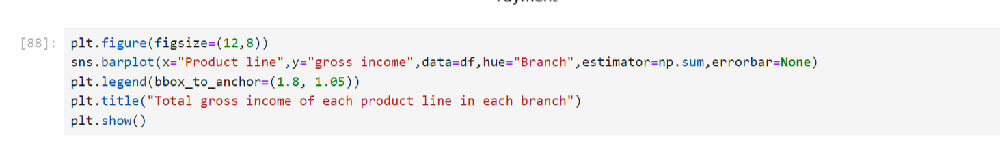 Payment
[88]: plt.figure(figsize=(12,8))
sns.barplot(x="Product line",y="gross income",data=df,hue="Branch",estimator=np.sum,errorbar=None)
plt.legend(bbox_to_anchor=(1.8, 1.05))
plt.title("Total gross income of each product line in each branch")
plt.show()